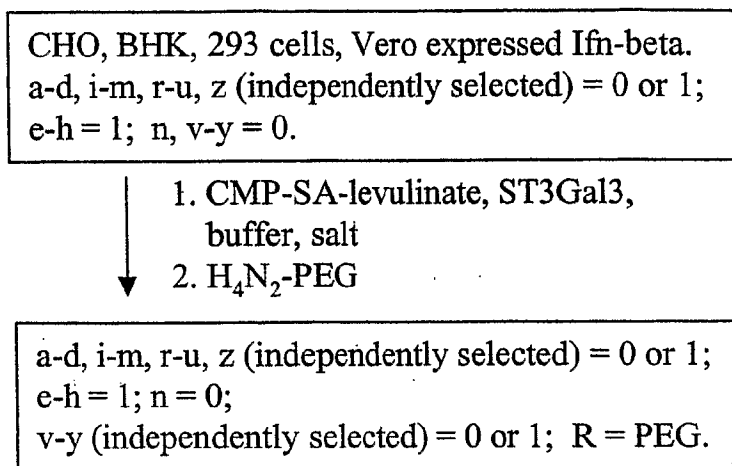 CHO, BHK, 293 cells, Vero expressed Ifn-beta.
a-d, i-m, r-u, z (independently selected) = 0 or 1;
e-h = 1; n, v-y = 0.
1. CMP-SA-levulinate, ST3Gal3,
buffer, salt
2. H₄N₂-PEG
a-d, i-m, r-u, z (independently selected) = 0 or 1;
e-h = 1; n = 0;
v-y (independently selected) = 0 or 1; R = PEG.